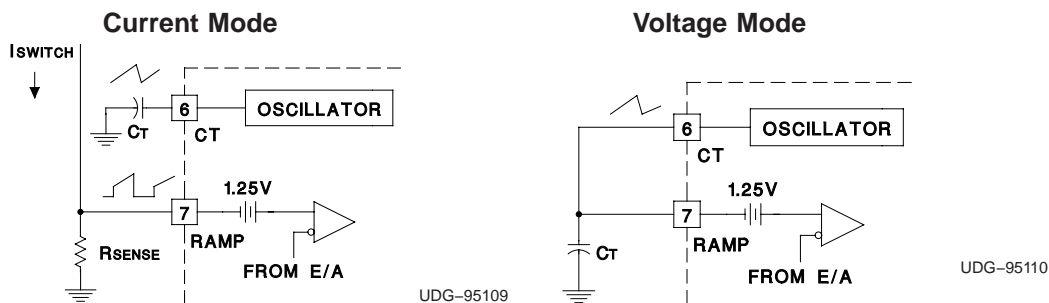 Current Mode
ISWITCH
6
OSCILLATOR
CT
CT
1.25V
7
RAMP
RSENSE
FROM E/A
UDG–95109
Voltage Mode
6
OSCILLATOR
CT
1.25V
7
RAMP
CT
FROM E/A
UDG–95110